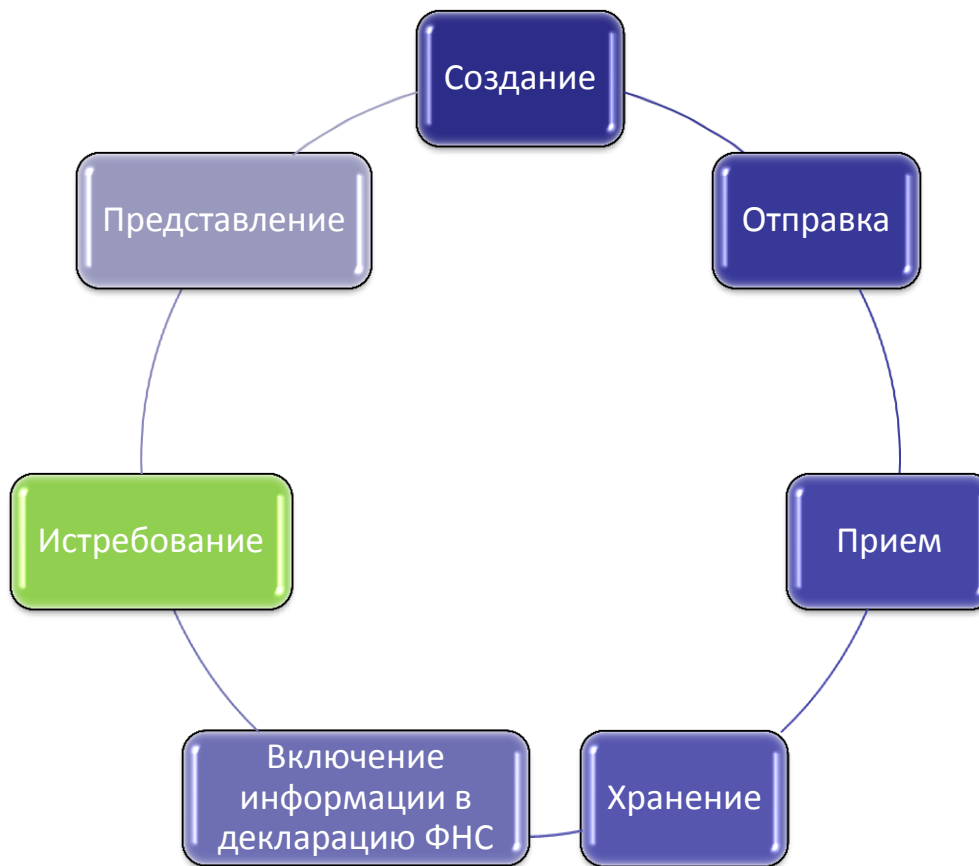 Создание
Отправка
Прием
Хранение
Включение
информации в
декларацию ФНС
Истребование
Представление